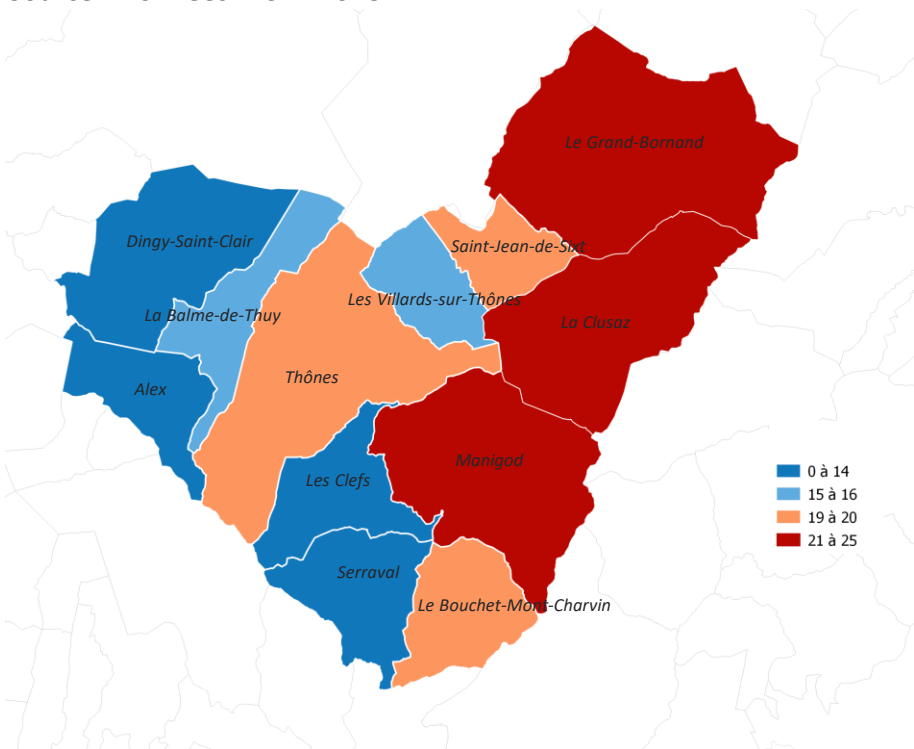 Le Grand-Bornand
Dingy-Saint-Clair
Saint-Jean-de-Sixt
Les Villards-sur-Thônes
La Balme-de-Thuy
La Clusaz
Thônes
Alex
Manigod
Les Clefs
0 à 14
15 à 16
19 à 20
21 à 25
Serraval
Le Bouchet-Mont-Charvin